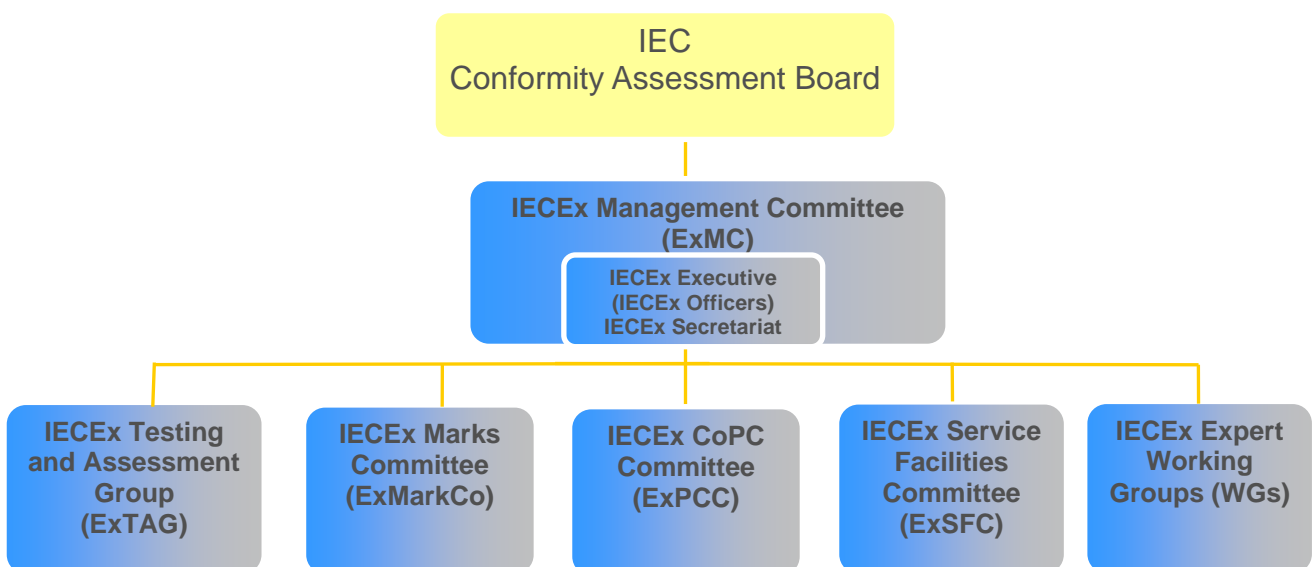 IEC
Conformity Assessment Board
IECEx Management Committee
(ExMC)
IECEx Executive
(IECEx Officers)
IECEx Secretariat
IECEx Testing
and Assessment
Group
(ExTAG)
IECEx Marks
Committee
(ExMarkCo)
IECEx CoPC
Committee
(ExPCC)
IECEx Service
Facilities
Committee
(ExSFC)
IECEx Expert
Working
Groups (WGs)